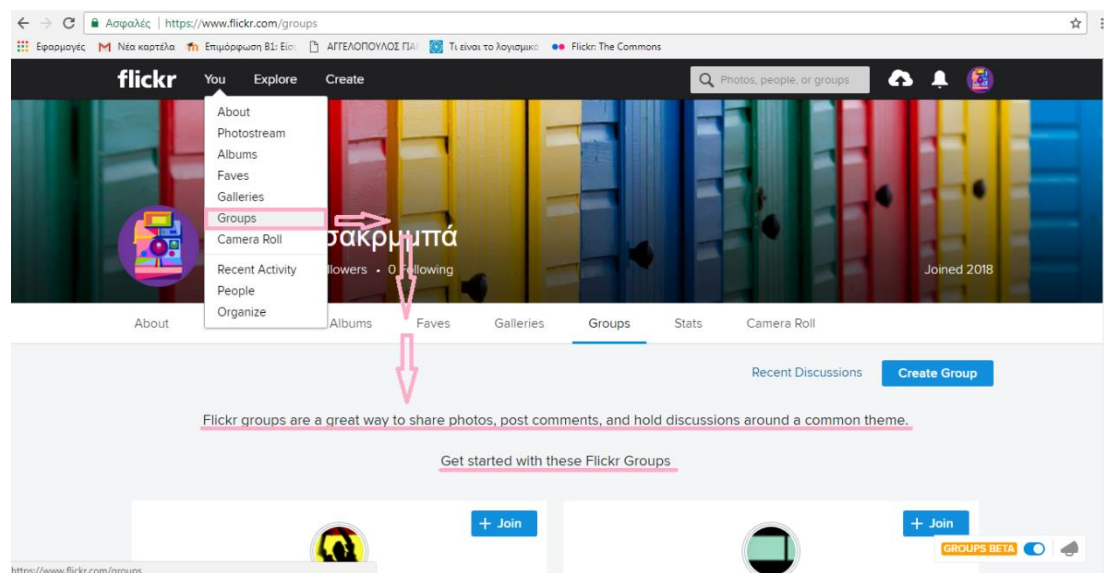 Ασφαλές | https://www.flickr.com/groups
Εφαρμογές Νέα καρτέλα Επιμόρφωση Β1: Είσ ΑΓΓΕΛΟΠΟΥΛΟΣ ΠΑ Τι είναι το λογισμικό Flickr: The Commons
flickr You Explore Create Photos, people, or groups
About
Photostream
Albums
Faves
Galleries
Groups
Camera Roll
Recent Activity
People
Organize
σακρμμπά
llowers • 0 Following Joined 2018
About Albums Faves Galleries Groups Stats Camera Roll
Recent Discussions Create Group
Flickr groups are a great way to share photos, post comments, and hold discussions around a common theme.
Get started with these Flickr Groups
+ Join + Join
GROUPS BETA
https://www.flickr.com/groups